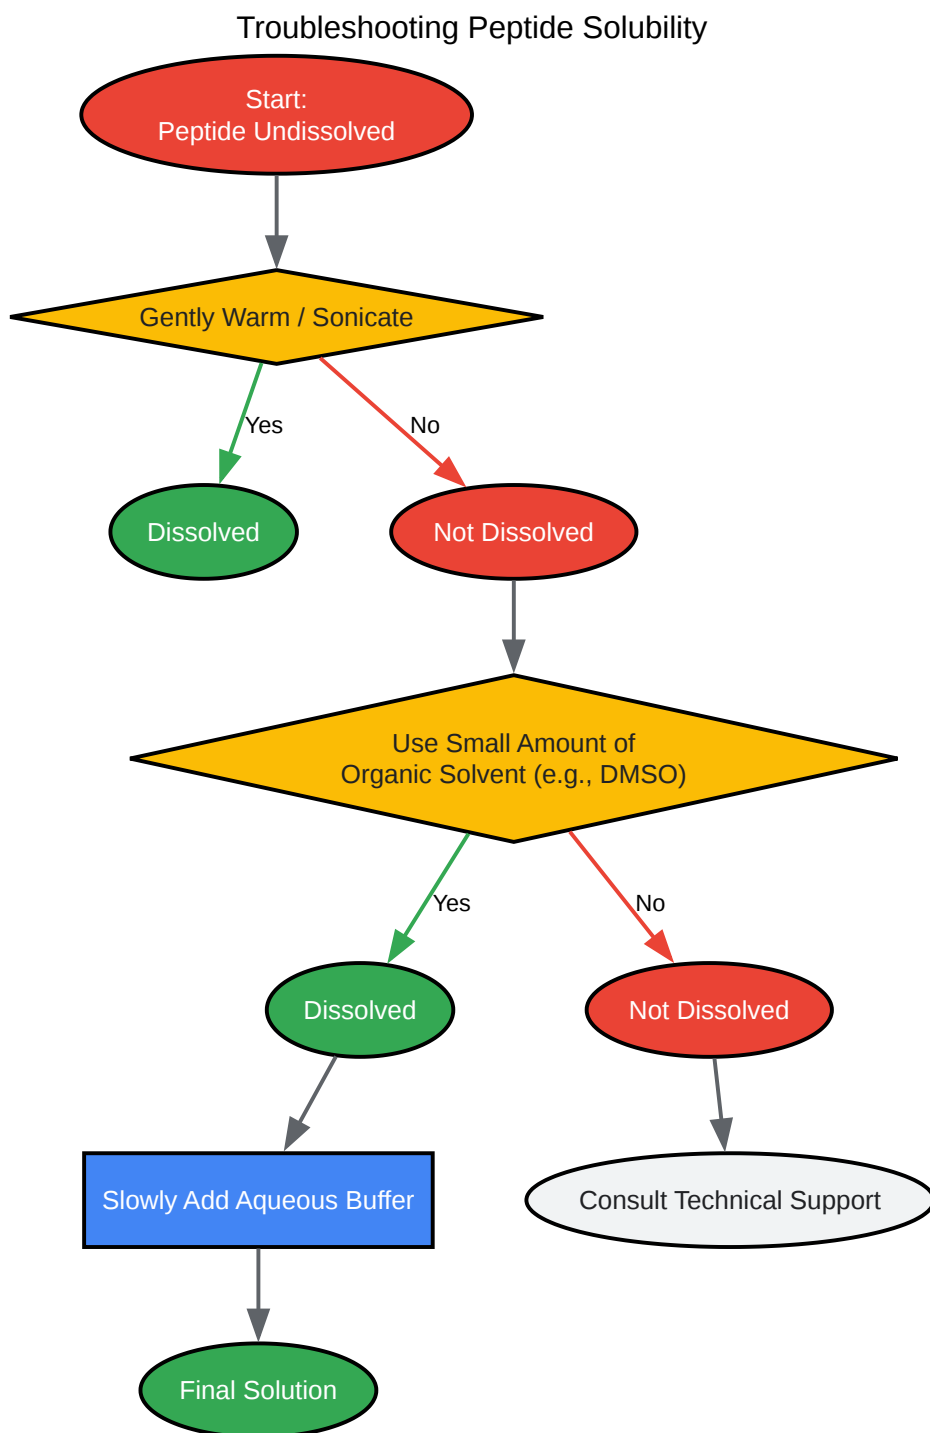 Troubleshooting Peptide Solubility
Start:
Peptide Undissolved
Gently Warm / Sonicate
Yes
No
Dissolved
Not Dissolved
Use Small Amount of
Organic Solvent (e.g., DMSO)
Yes
No
Dissolved
Not Dissolved
Slowly Add Aqueous Buffer
Consult Technical Support
Final Solution